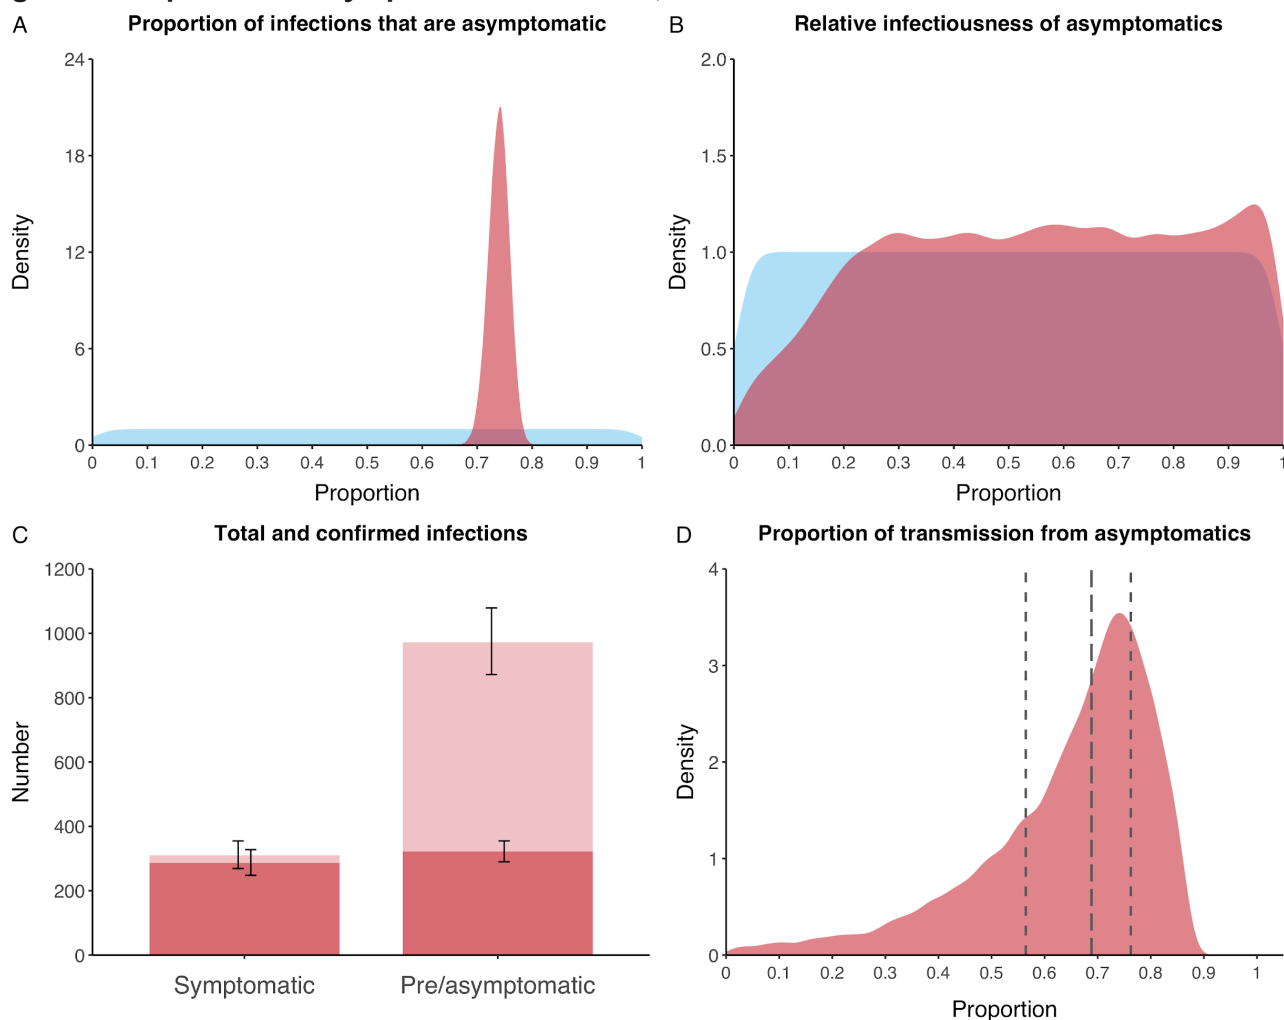 A
Proportion of infections that are asymptomatic
24
18
12
6
0
Density
0 0.1 0.2 0.3 0.4 0.5 0.6 0.7 0.8 0.9 1
Proportion
B
Relative infectiousness of asymptomatics
2.0
1.5
1.0
0.5
0.0
Density
0 0.1 0.2 0.3 0.4 0.5 0.6 0.7 0.8 0.9 1
Proportion
C
Total and confirmed infections
1200
1000
800
600
400
200
0
Number
Symptomatic Pre/asymptomatic
D
Proportion of transmission from asymptomatics
4
3
2
1
0
Density
0 0.1 0.2 0.3 0.4 0.5 0.6 0.7 0.8 0.9 1
Proportion